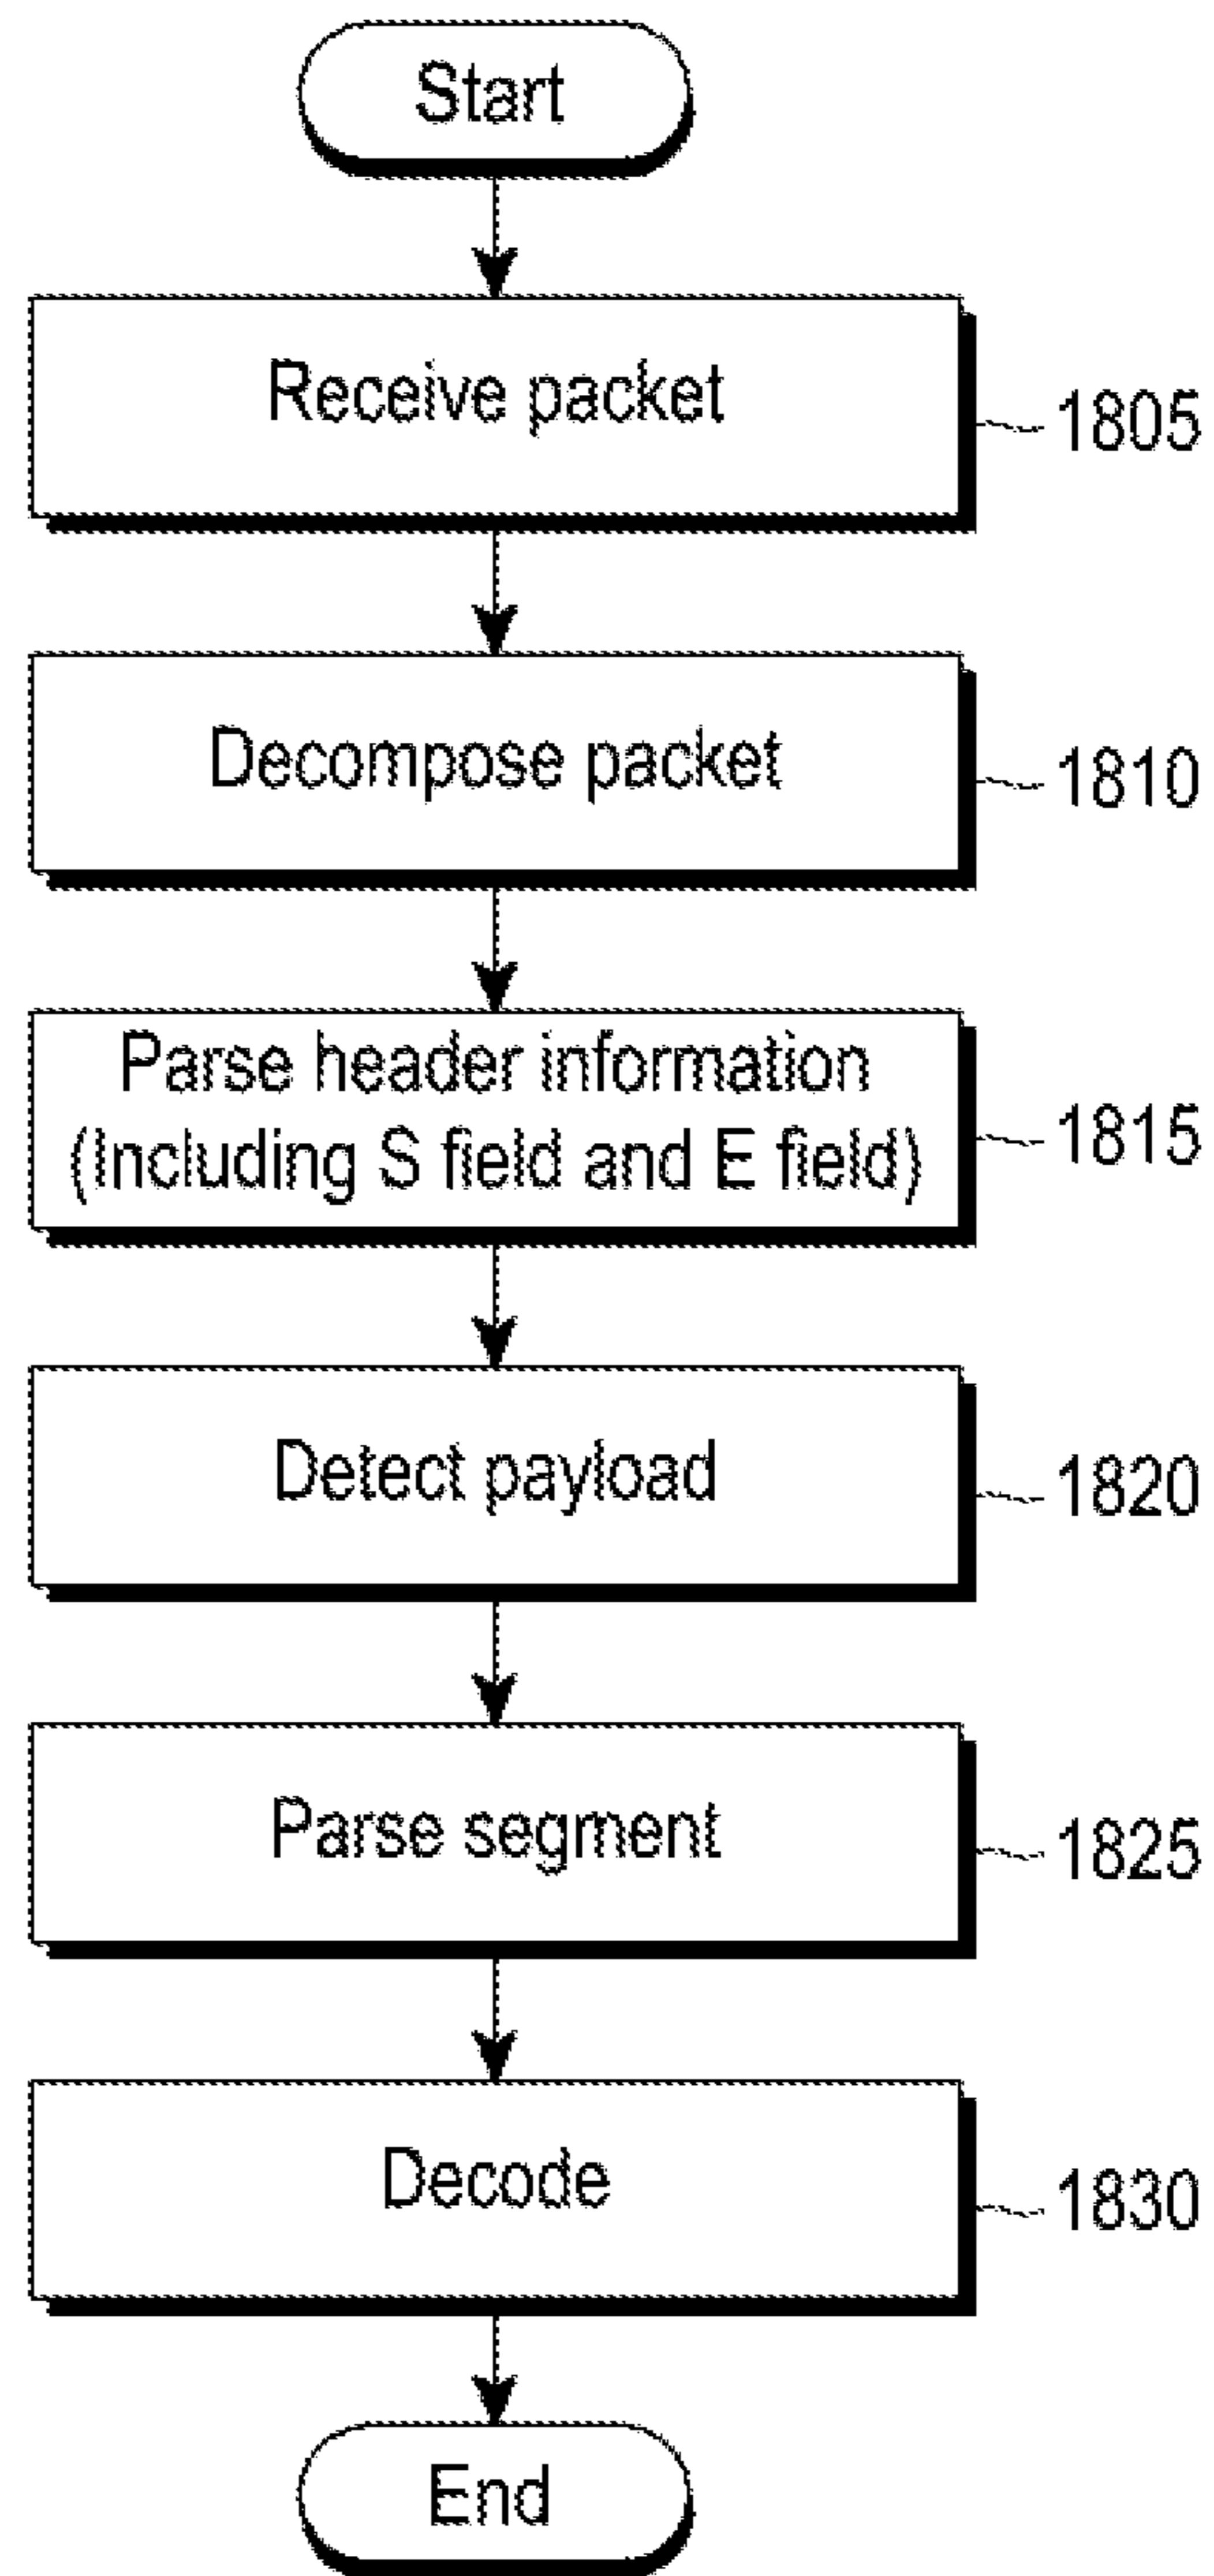 Start
Receive packet
1805
Decompose packet
1810
Parse header information
(Including S field and E field)
1815
Detect payload
1820
Parse segment
1825
Decode
1830
End